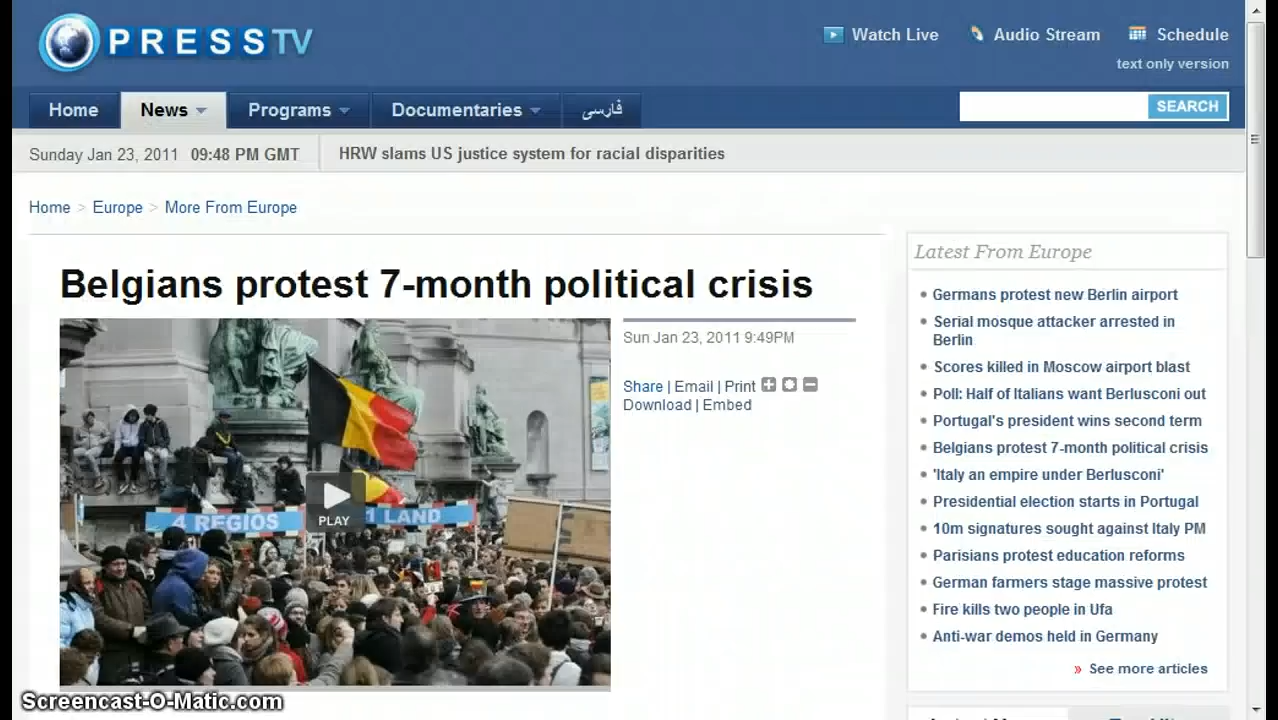 PRESSTV
Watch Live
Audio Stream
Schedule
text only version
Home
News
Programs
Documentaries
فارسی
SEARCH
Sunday Jan 23, 2011 09:48 PM GMT
HRW slams US justice system for racial disparities
Home > Europe > More From Europe
Belgians protest 7-month political crisis
Sun Jan 23, 2011 9:49PM
Share | Email | Print
Download | Embed
4 REGIOS
1 LAND
PLAY
Latest From Europe
Germans protest new Berlin airport
Serial mosque attacker arrested in
Berlin
Scores killed in Moscow airport blast
Poll: Half of Italians want Berlusconi out
Portugal's president wins second term
Belgians protest 7-month political crisis
'Italy an empire under Berlusconi'
Presidential election starts in Portugal
10m signatures sought against Italy PM
Parisians protest education reforms
German farmers stage massive protest
Fire kills two people in Ufa
Anti-war demos held in Germany
» See more articles
Screencast-O-Matic.com